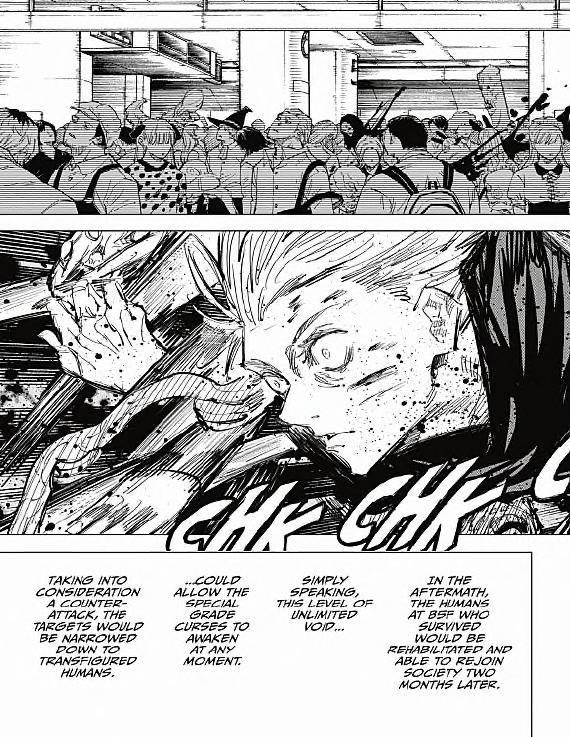 CHK
CHK
IN THE
AFTERMATH,
THE HUMANS
AT B5F WHO
SURVIVED
WOULD BE
REHABILITATED AND
ABLE TO REJOIN
SOCIETY TWO
MONTHS LATER.
SIMPLY
SPEAKING,
THIS LEVEL OF
UNLIMITED
VOID...
...COULD
ALLOW THE
SPECIAL
GRADE
CURSES TO
AWAKEN
AT ANY
MOMENT.
TAKING INTO
CONSIDERATION
A COUNTER-
ATTACK, THE
TARGETS WOULD
BE NARROWED
DOWN TO
TRANSFIGURED
HUMANS.